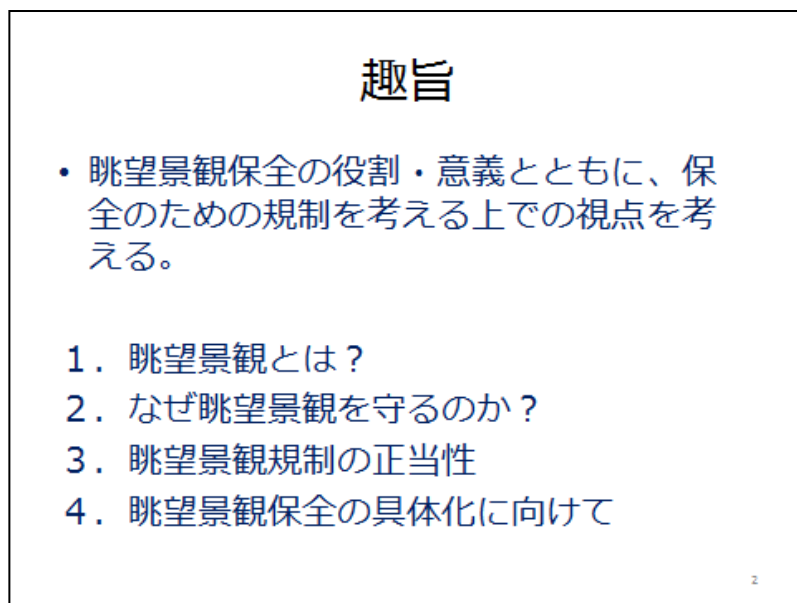 趣旨
• 眺望景観保全の役割・意義とともに、保
全のための規制を考える上での視点を考
える。
１．眺望景観とは？
２．なぜ眺望景観を守るのか？
３．眺望景観規制の正当性
４．眺望景観保全の具体化に向けて
2